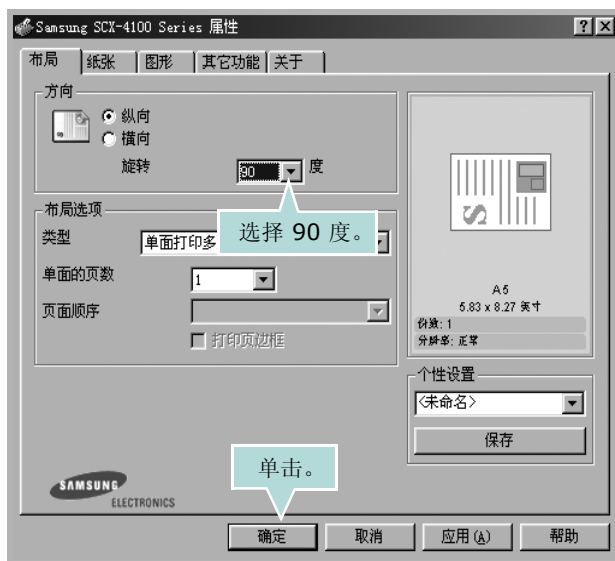 Samsung SCX-4100 Series 属性
布局 纸张 图形 其它功能 关于
方向
纵向
横向
旋转 90 度
选择 90 度。
布局选项
类型 单面打印多
单面的页数 1
页面顺序
打印页边框
A5
5.83 x 8.27 英寸
份数: 1
分辨率: 正常
个性设置
<未命名>
保存
单击。
SAMSUNG
ELECTRONICS
确定 取消 应用(A) 帮助